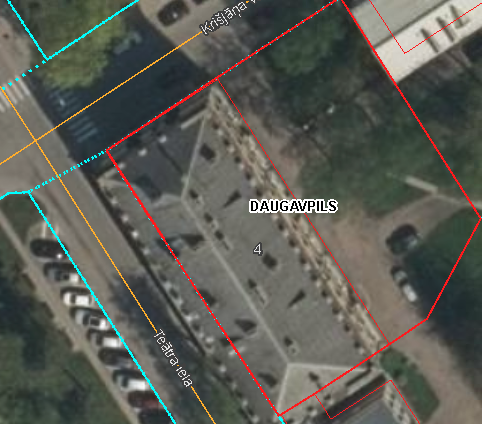 Krišjāņa-V
DAUGAVPILS
4
Teātra iela